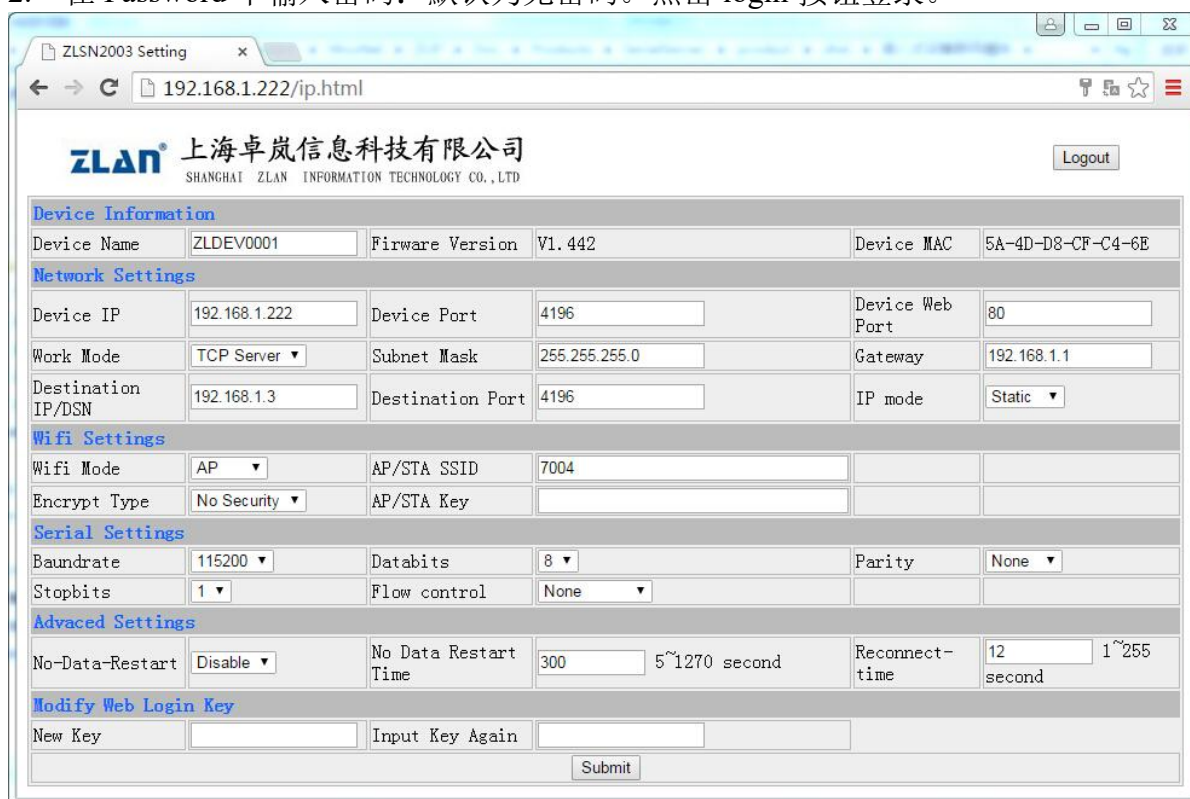 2. 在 Password 中输入密码：默认为无密码。点击 login 按钮登录。
ZLSN2003 Setting
192.168.1.222/ip.html
ZLAN® 上海卓岚信息科技有限公司
SHANGHAI ZLAN INFORMATION TECHNOLOGY CO.,LTD
Logout
Device Information
Device Name ZLDEV0001 Firware Version V1.442 Device MAC 5A-4D-D8-CF-C4-6E
Network Settings
Device IP 192.168.1.222 Device Port 4196 Device Web Port 80
Work Mode TCP Server Subnet Mask 255.255.255.0 Gateway 192.168.1.1
Destination IP/DSN 192.168.1.3 Destination Port 4196 IP mode Static
Wifi Settings
Wifi Mode AP AP/STA SSID 7004
Encrypt Type No Security AP/STA Key
Serial Settings
Baundrate 115200 Databits 8 Parity None
Stopbits 1 Flow control None
Advaced Settings
No-Data-Restart Disable No Data Restart Time 300 5~1270 second Reconnect-time 12 1~255 second
Modify Web Login Key
New Key Input Key Again
Submit